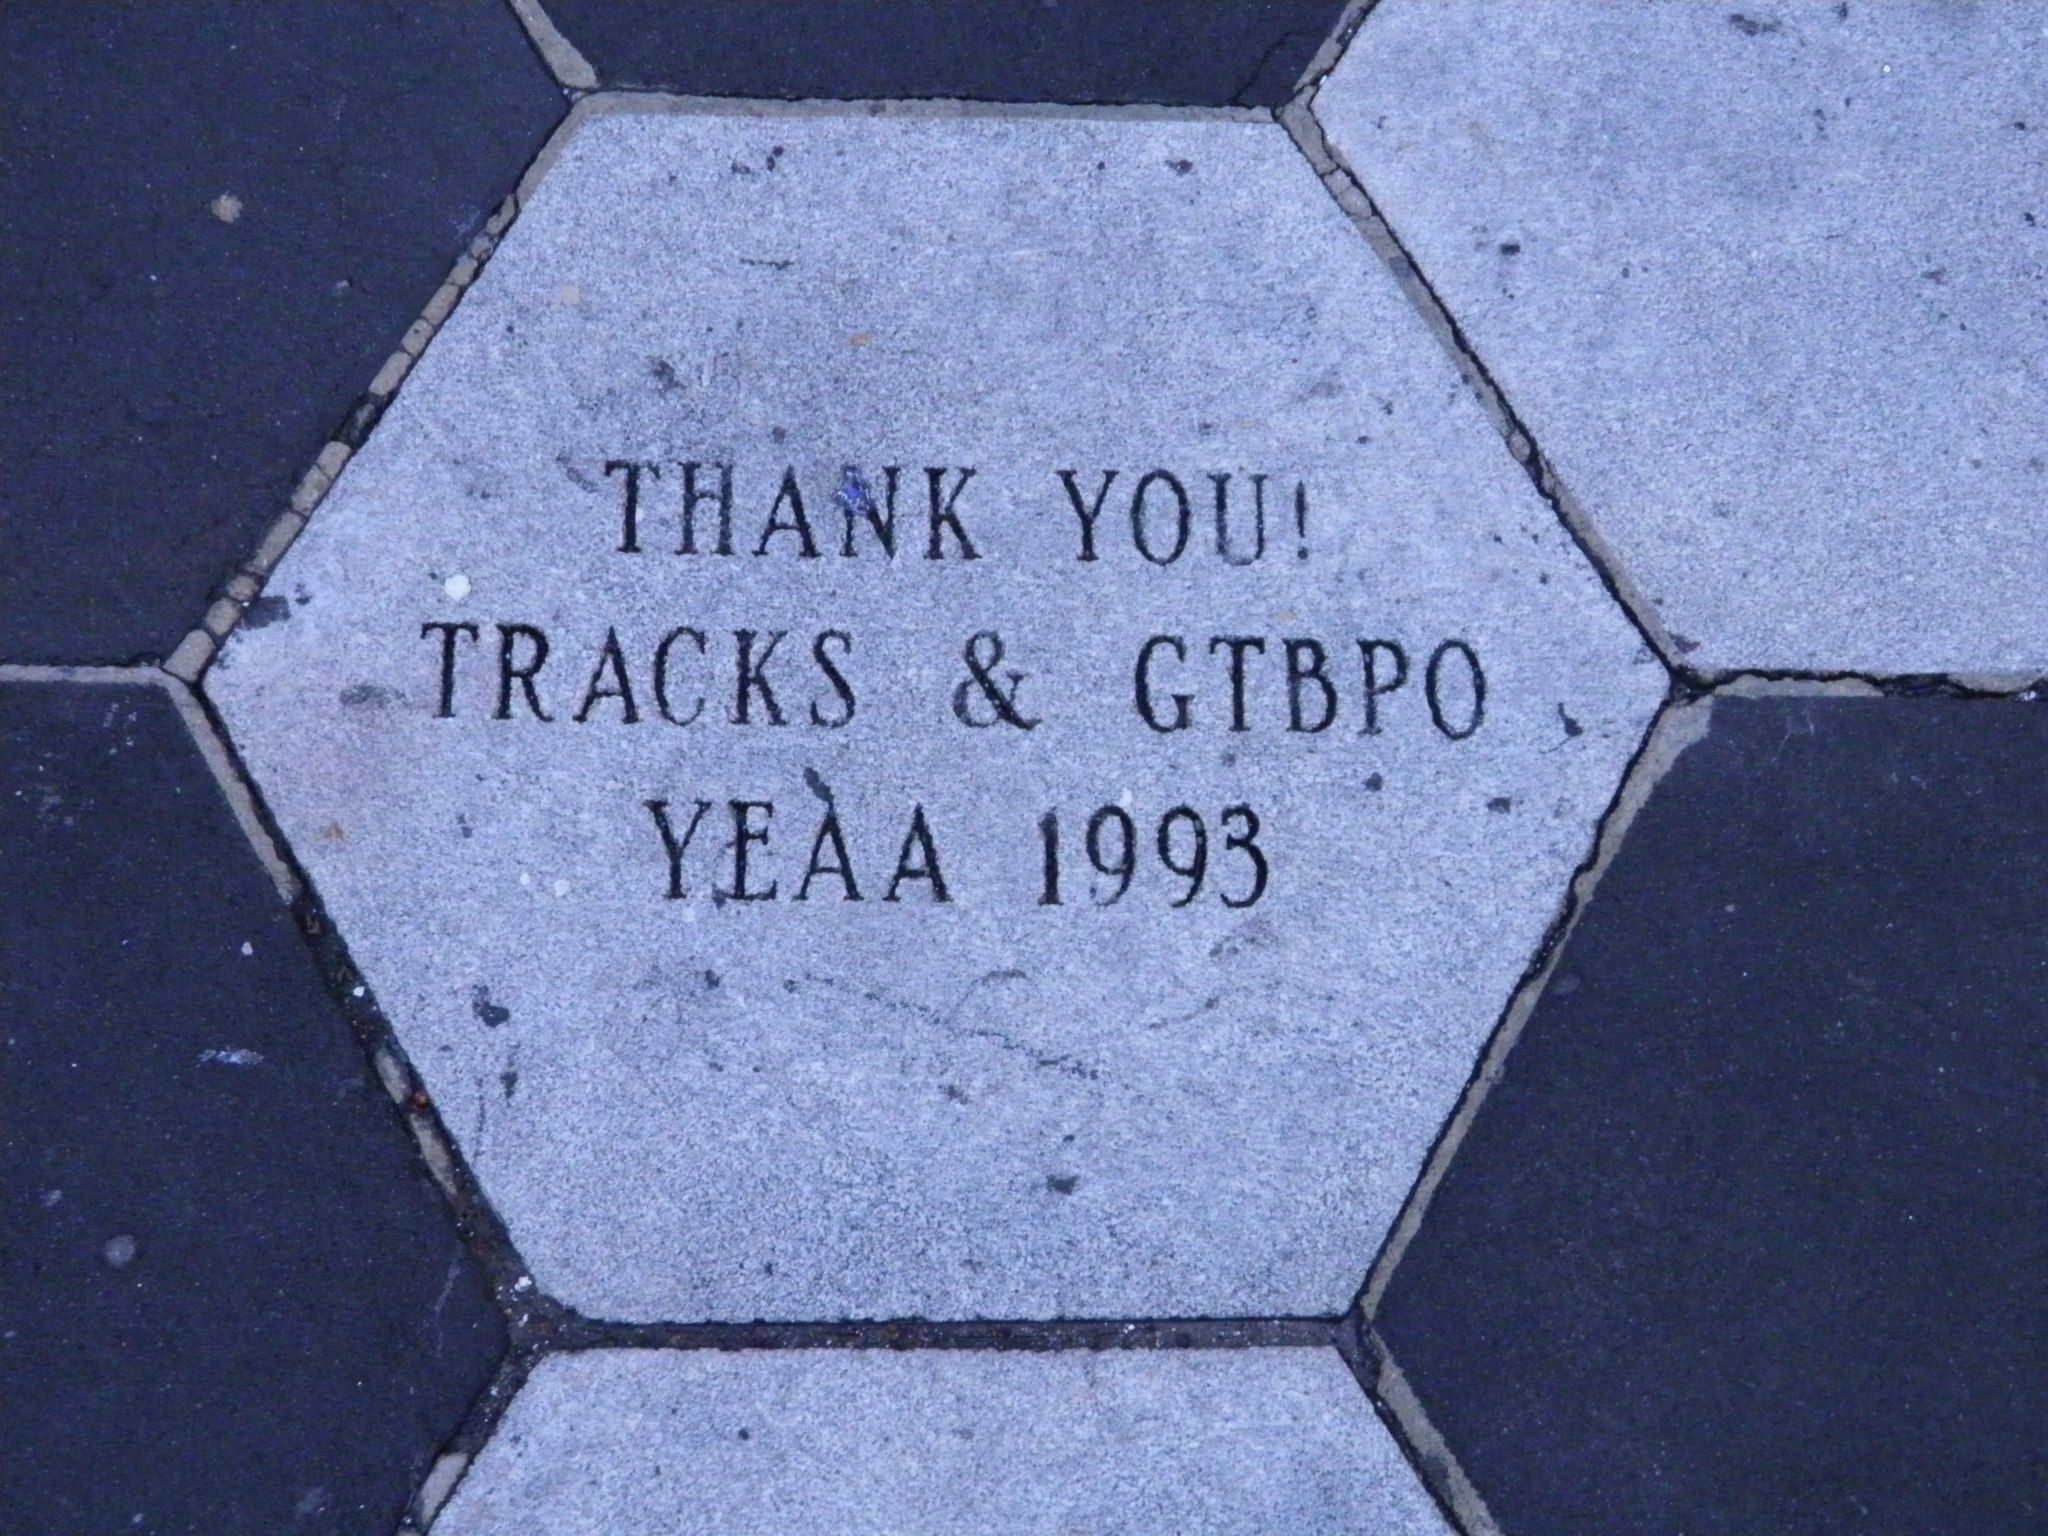 THANK YOU!
TRACKS & GTBPO
YEAA 1993